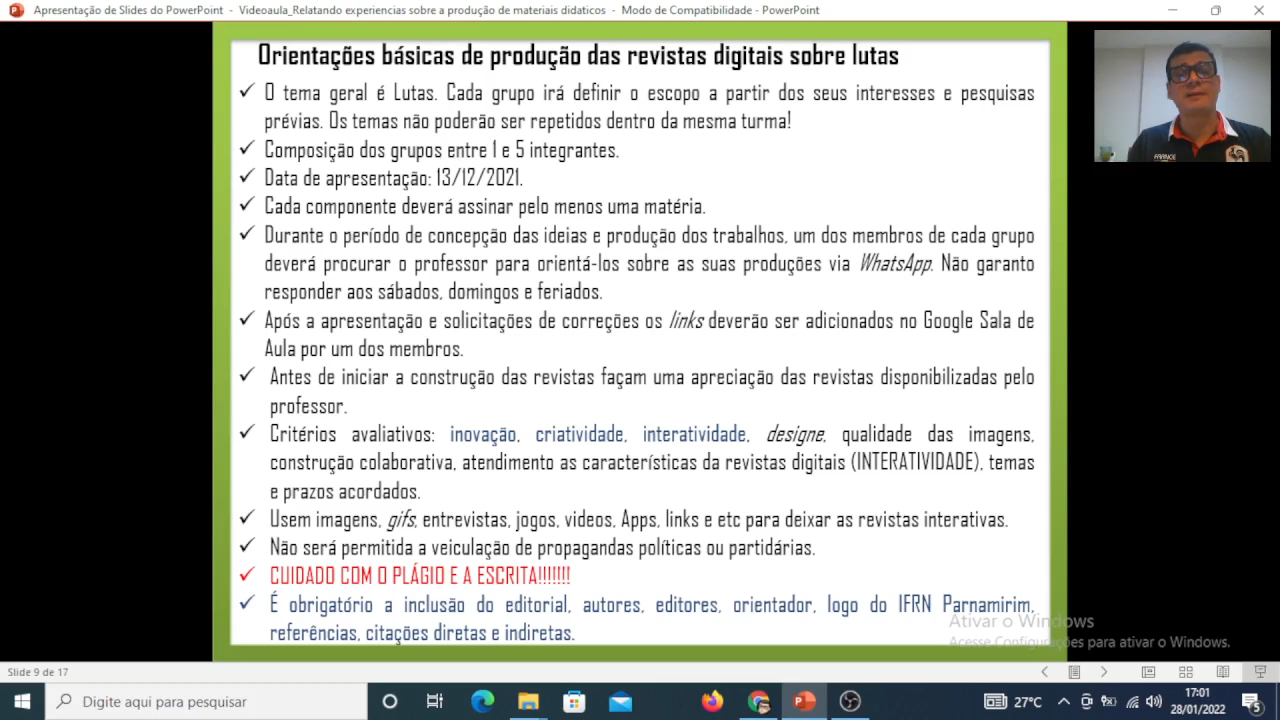 Apresentação de Slides do PowerPoint - Videoaula_Relatando experiencias sobre a produção de materiais didaticos - Modo de Compatibilidade - PowerPoint
Orientações básicas de produção das revistas digitais sobre lutas
✓ O tema geral é Lutas. Cada grupo irá definir o escopo a partir dos seus interesses e pesquisas
prévias. Os temas não poderão ser repetidos dentro da mesma turma!
✓ Composição dos grupos entre 1 e 5 integrantes.
✓ Data de apresentação: 13/12/2021.
✓ Cada componente deverá assinar pelo menos uma matéria.
✓ Durante o período de concepção das ideias e produção dos trabalhos, um dos membros de cada grupo
deverá procurar o professor para orientá-los sobre as suas produções via WhatsApp. Não garanto
responder aos sábados, domingos e feriados.
✓ Após a apresentação e solicitações de correções os links deverão ser adicionados no Google Sala de
Aula por um dos membros.
✓ Antes de iniciar a construção das revistas façam uma apreciação das revistas disponibilizadas pelo
professor.
✓ Critérios avaliativos: inovação, criatividade, interatividade, designe, qualidade das imagens,
construção colaborativa, atendimento as características da revistas digitais (INTERATIVIDADE), temas
e prazos acordados.
✓ Usem imagens, gifs, entrevistas, jogos, videos, Apps, links e etc para deixar as revistas interativas.
✓ Não será permitida a veiculação de propagandas políticas ou partidárias.
✓ CUIDADO COM O PLÁGIO E A ESCRITA!!!!!!!
✓ É obrigatório a inclusão do editorial, autores, editores, orientador, logo do IFRN Parnamirim,
referências, citações diretas e indiretas.
FRANCE
Ativar o Windows
Acesse Configurações para ativar o Windows.
Slide 9 de 17
Digite aqui para pesquisar
27°C
17:01
28/01/2022
5